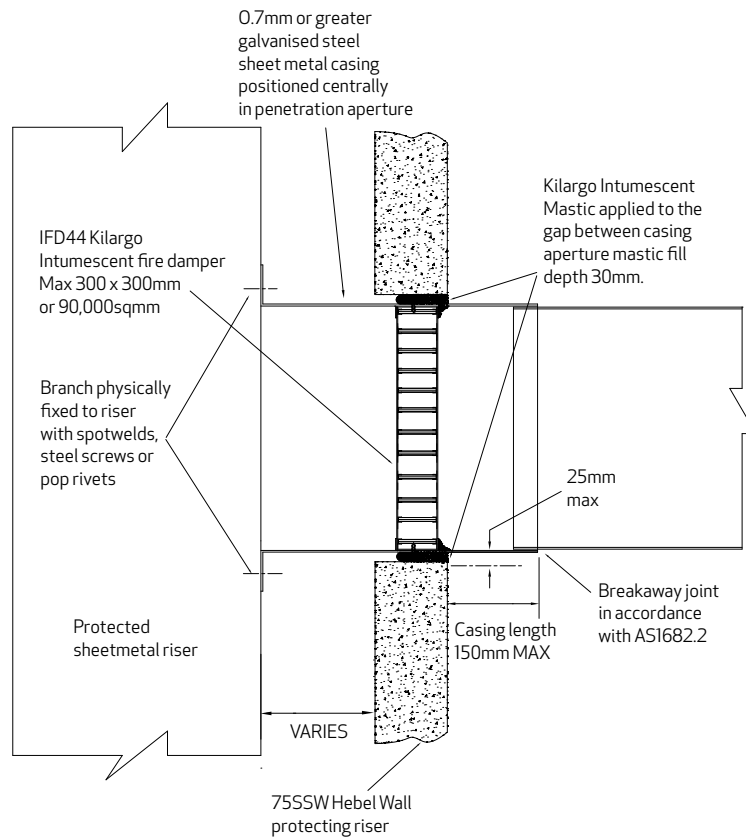 0.7mm or greater
galvanised steel
sheet metal casing
positioned centrally
in penetration aperture
Kilargo Intumescent
Mastic applied to the
gap between casing
aperture mastic fill
depth 30mm.
IFD44 Kilargo
Intumescent fire damper
Max 300 x 300mm
or 90,000sqmm
Branch physically
fixed to riser
with spotwelds,
steel screws or
pop rivets
25mm
max
Breakaway joint
in accordance
with AS1682.2
Protected
sheetmetal riser
Casing length
150mm MAX
VARIES
75SSW Hebel Wall
protecting riser